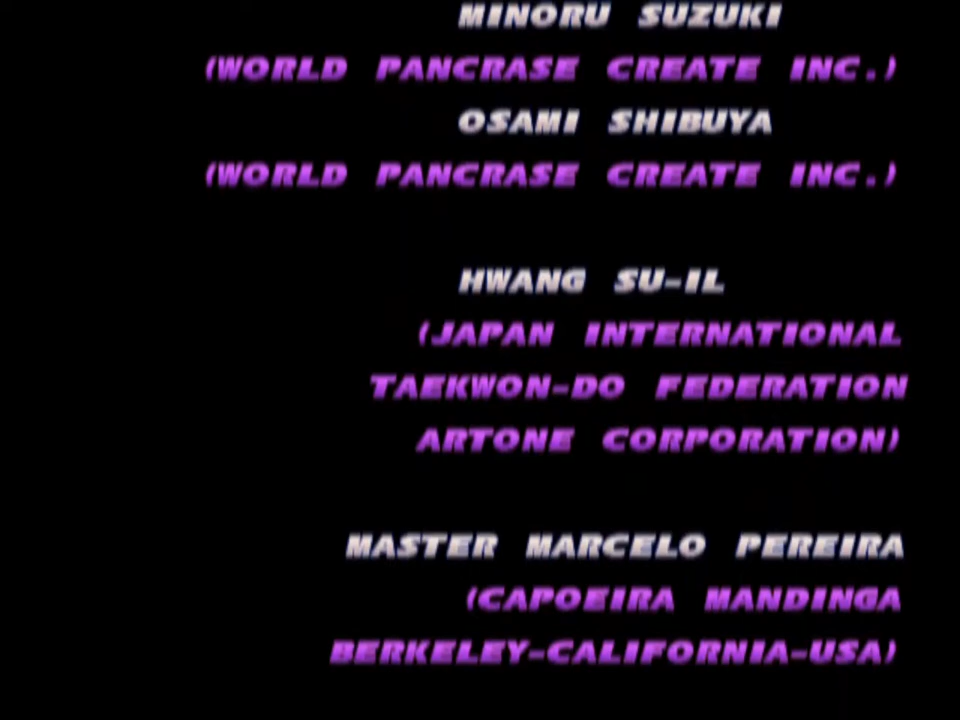 MINORU SUZUKI
(WORLD PANCRASE CREATE INC.)
OSAMI SHIBUYA
(WORLD PANCRASE CREATE INC.)
HWANG SU-IL
(JAPAN INTERNATIONAL
TAEKWON-DO FEDERATION
ARTONE CORPORATION)
MASTER MARCELO PEREIRA
(CAPOEIRA MANDINGA
BERKELEY-CALIFORNIA-USA)